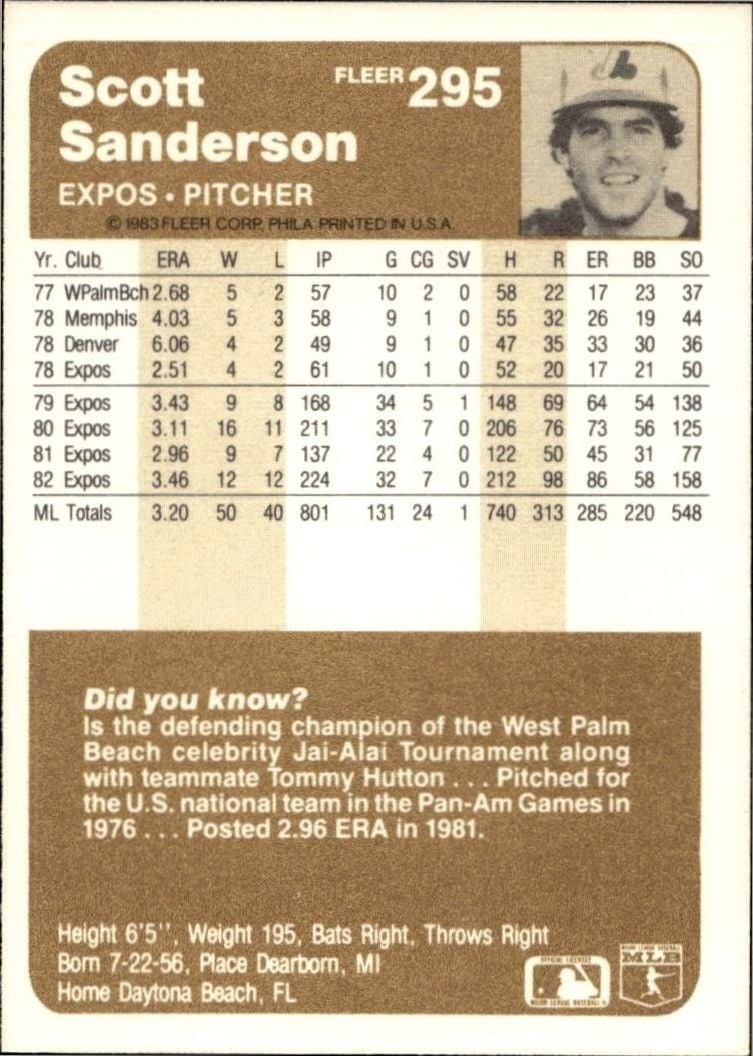 Scott
Sanderson
FLEER 295
EXPOS • PITCHER
© 1983 FLEER CORP. PHILA PRINTED IN U.S.A
Yr. Club ERA W L IP G CG SV H R ER BB SO
77 WPalmBch 2.68 5 2 57 10 2 0 58 22 17 23 37
78 Memphis 4.03 5 3 58 9 1 0 55 32 26 19 44
78 Denver 6.06 4 2 49 9 1 0 47 35 33 30 36
78 Expos 2.51 4 2 61 10 1 0 52 20 17 21 50
79 Expos 3.43 9 8 168 34 5 1 148 69 64 54 138
80 Expos 3.11 16 11 211 33 7 0 206 76 73 56 125
81 Expos 2.96 9 7 137 22 4 0 122 50 45 31 77
82 Expos 3.46 12 12 224 32 7 0 212 98 86 58 158
ML Totals 3.20 50 40 801 131 24 1 740 313 285 220 548
Did you know?
Is the defending champion of the West Palm
Beach celebrity Jai-Alai Tournament along
with teammate Tommy Hutton . . . Pitched for
the U.S. national team in the Pan-Am Games in
1976 . . . Posted 2.96 ERA in 1981.
Height 6'5'', Weight 195, Bats Right, Throws Right
Born 7-22-56, Place Dearborn, MI
Home Daytona Beach, FL
OFFICIAL LICENSEE
MAJOR LEAGUE BASEBALL
MAJOR LEAGUE BASEBALL
MLB